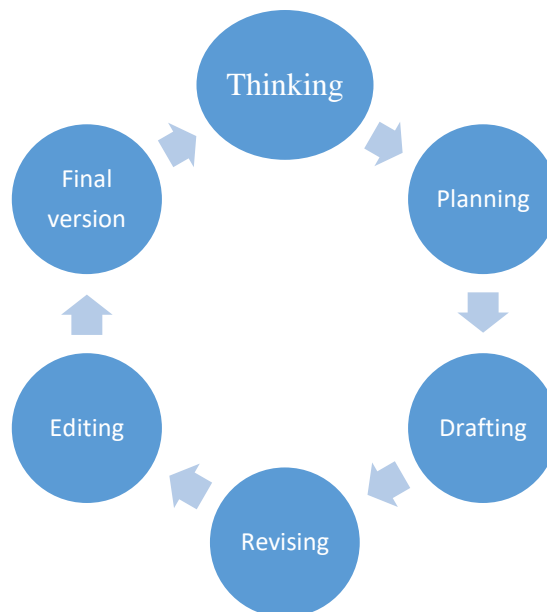 Thinking
Planning
Drafting
Revising
Editing
Final
version